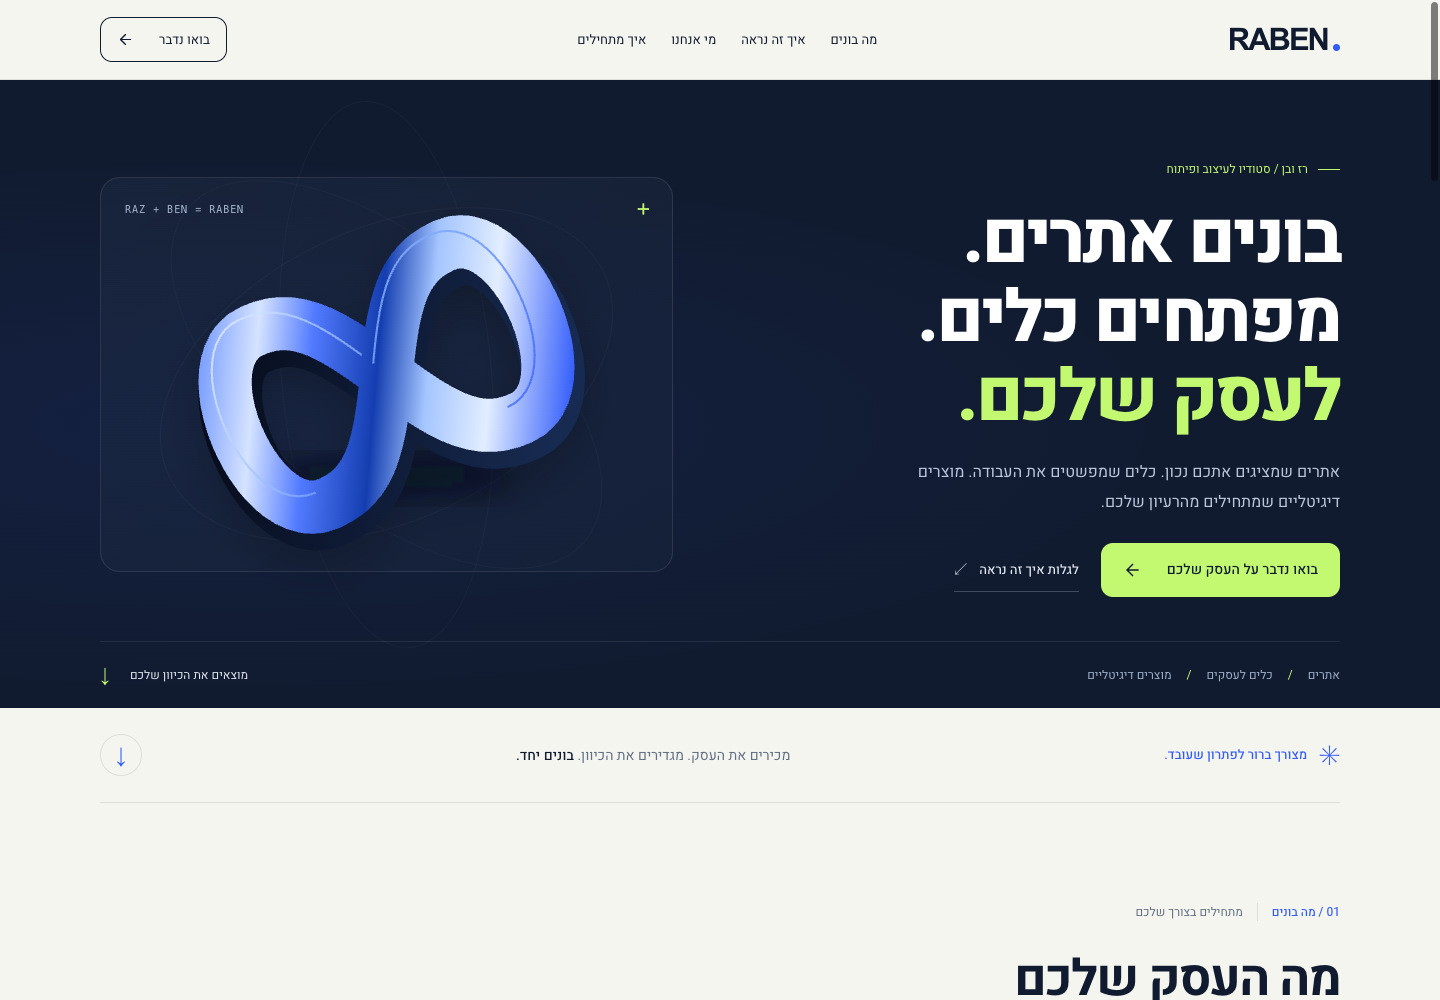 RABEN.
מה בונים
איך זה נראה
מי אנחנו
איך מתחילים
בואו נדבר
רז ובן / סטודיו לעיצוב ופיתוח
בונים אתרים.
מפתחים כלים.
לעסק שלכם.
אתרים שמציגים אתכם נכון. כלים שמפשטים את העבודה. מוצרים
דיגיטליים שמתחילים מהרעיון שלכם.
בואו נדבר על העסק שלכם
לגלות איך זה נראה
RAZ + BEN = RABEN
אתרים / כלים לעסקים / מוצרים דיגיטליים
מוצאים את הכיוון שלכם
מצורך ברור לפתרון שעובד.
מכירים את העסק. מגדירים את הכיוון. בונים יחד.
01 / מה בונים
מתחילים בצורך שלכם
מה העסק שלכם